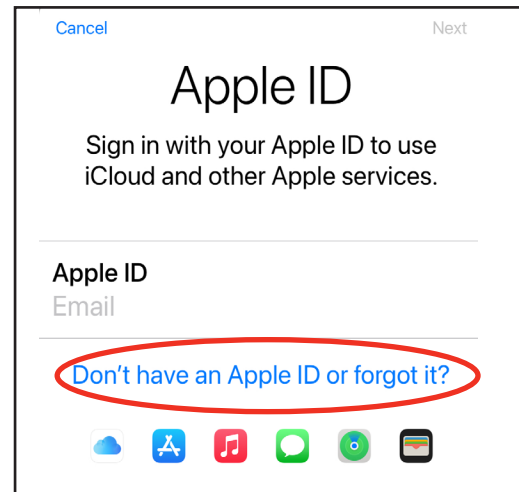 Cancel Next
Apple ID
Sign in with your Apple ID to use
iCloud and other Apple services.
Apple ID
Email
Don't have an Apple ID or forgot it?